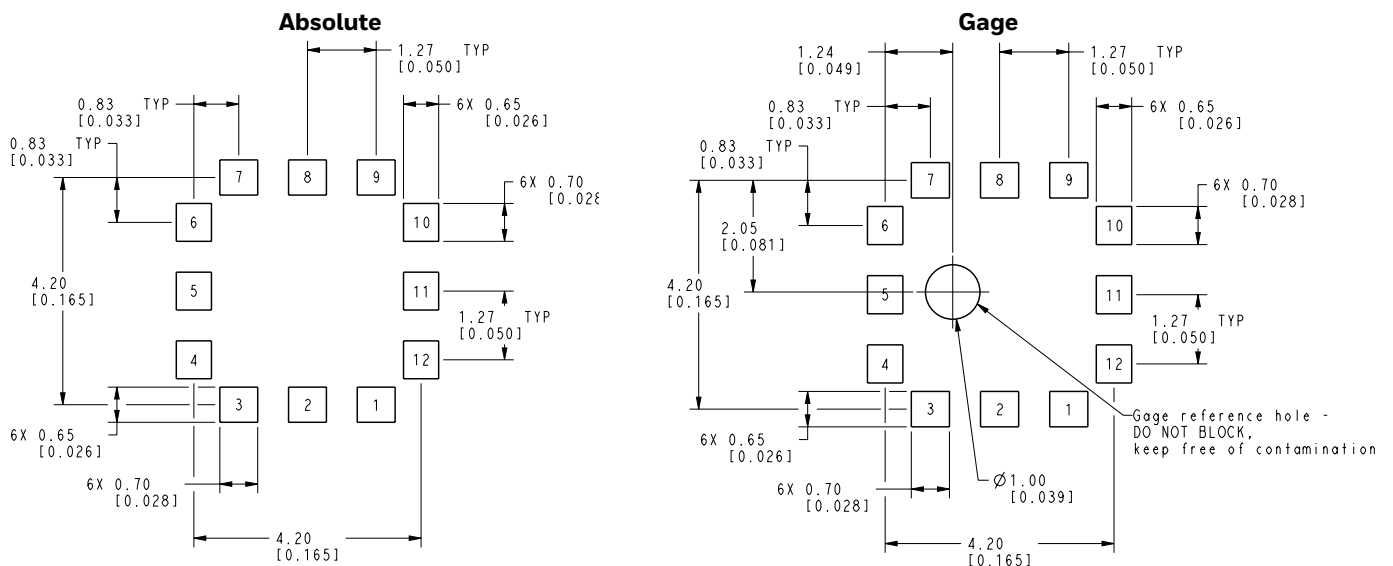 Absolute
1.27 TYP
[0.050]
0.83 TYP
[0.033]
6X 0.65
[0.026]
0.83
[0.033] TYP
7
8
9
6X 0.70
[0.028
6
10
4.20
[0.165]
5
11
1.27 TYP
[0.050]
4
12
3
2
1
6X 0.65
[0.026]
6X 0.70
[0.028]
4.20
[0.165]
Gage
1.24
[0.049]
1.27 TYP
[0.050]
0.83 TYP
[0.033]
6X 0.65
[0.026]
0.83
[0.033] TYP
7
8
9
6X 0.70
[0.028]
6
10
2.05
[0.081]
4.20
[0.165]
5
11
1.27 TYP
[0.050]
4
12
3
2
1
Gage reference hole -
DO NOT BLOCK,
keep free of contamination
6X 0.65
[0.026]
Ø1.00
[0.039]
6X 0.70
[0.028]
4.20
[0.165]